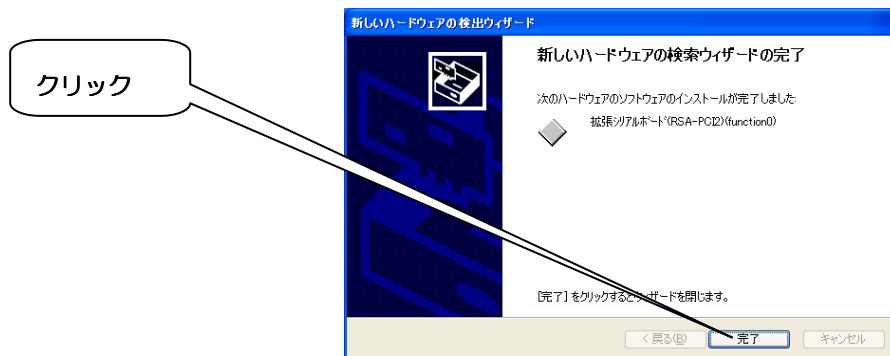 新しいハードウェアの検出ウィザード
クリック
新しいハードウェアの検索ウィザードの完了
次のハードウェアのソフトウェアのインストールが完了しました:
拡張シリアルボード(RSA-PCI2)(function0)
[完了] をクリックするとウィザードを閉じます。
< 戻る(B)
完了
キャンセル